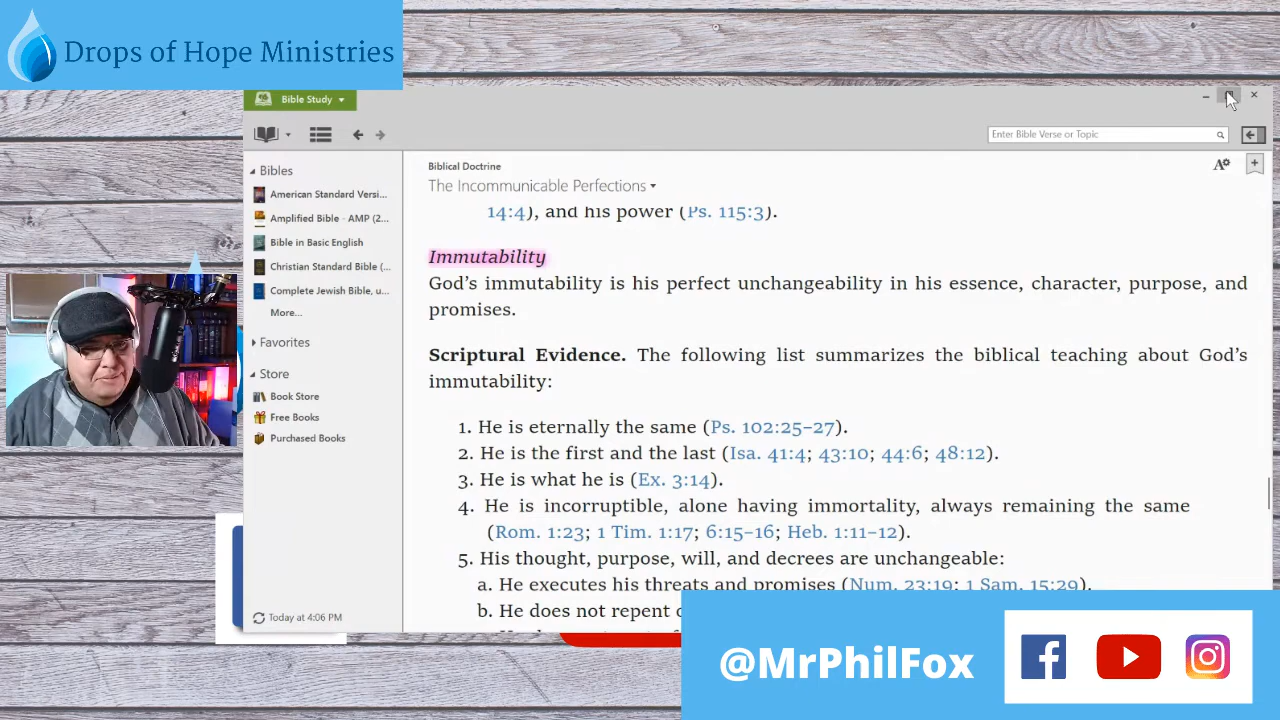 Drops of Hope Ministries
Bible Study
Enter Bible Verse or Topic
Bibles
American Standard Versi...
Amplified Bible - AMP (2...
Bible in Basic English
Christian Standard Bible (...
Complete Jewish Bible, u...
More...
Favorites
Store
Book Store
Free Books
Purchased Books
Today at 4:06 PM
Biblical Doctrine
The Incommunicable Perfections
14:4), and his power (Ps. 115:3).
Immutability
God's immutability is his perfect unchangeability in his essence, character, purpose, and
promises.
Scriptural Evidence. The following list summarizes the biblical teaching about God's
immutability:
1. He is eternally the same (Ps. 102:25–27).
2. He is the first and the last (Isa. 41:4; 43:10; 44:6; 48:12).
3. He is what he is (Ex. 3:14).
4. He is incorruptible, alone having immortality, always remaining the same
(Rom. 1:23; 1 Tim. 1:17; 6:15–16; Heb. 1:11–12).
5. His thought, purpose, will, and decrees are unchangeable:
a. He executes his threats and promises (Num. 23:19; 1 Sam. 15:29).
b. He does not repent
@MrPhilFox